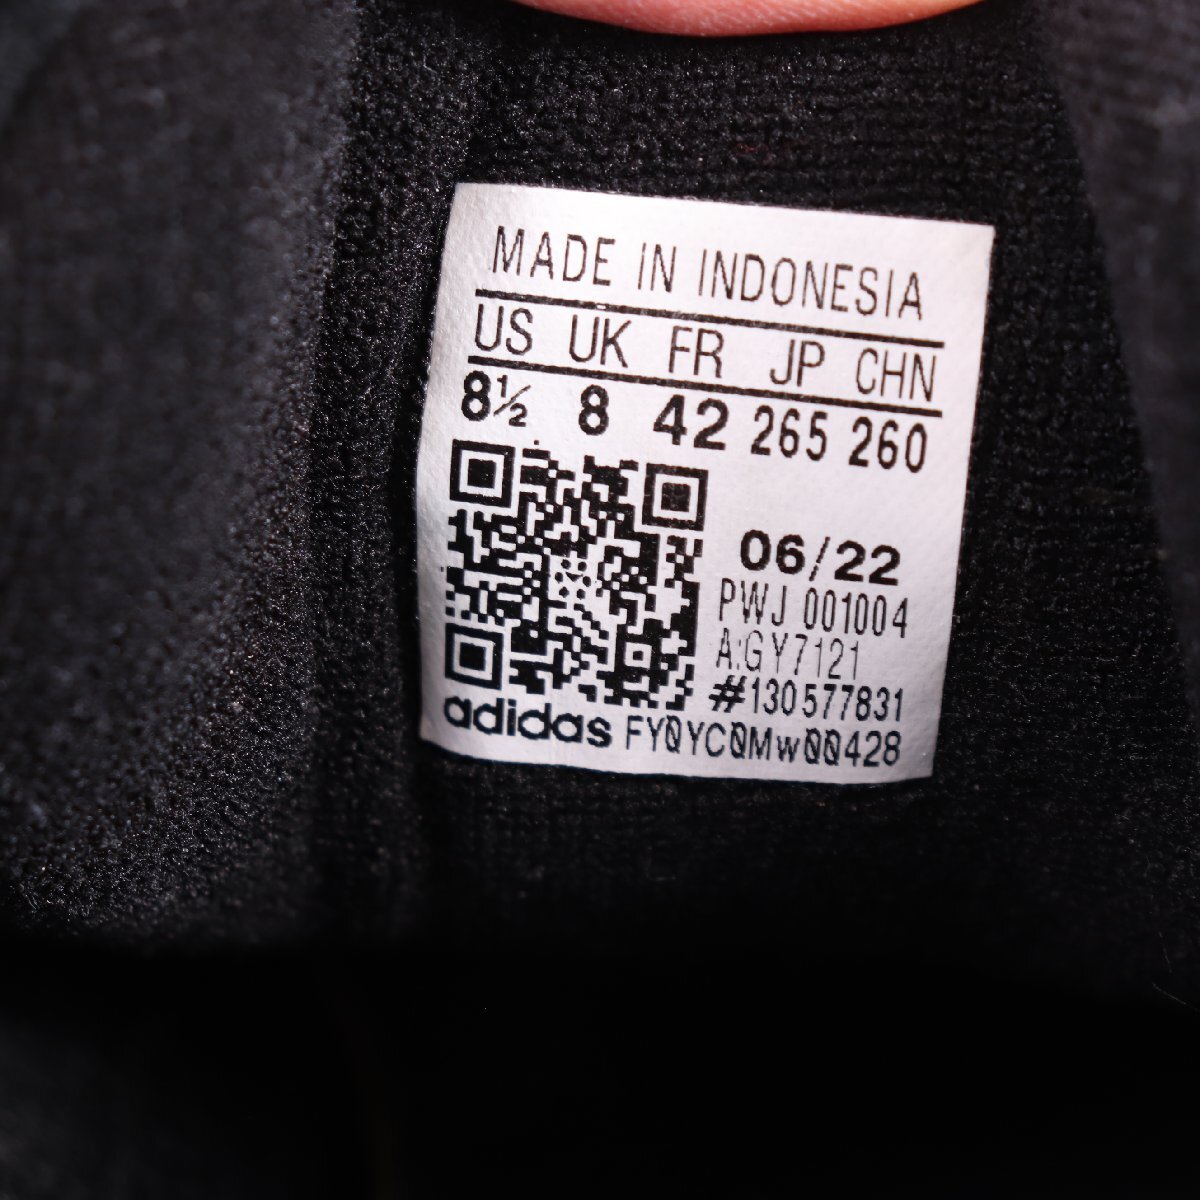 MADE IN INDONESIA
US UK FR JP CHN
8½ 8 42 265 260
06/22
PWJ 001004
A:GY7121
#130577831
adidas FY0YC0Mw00428